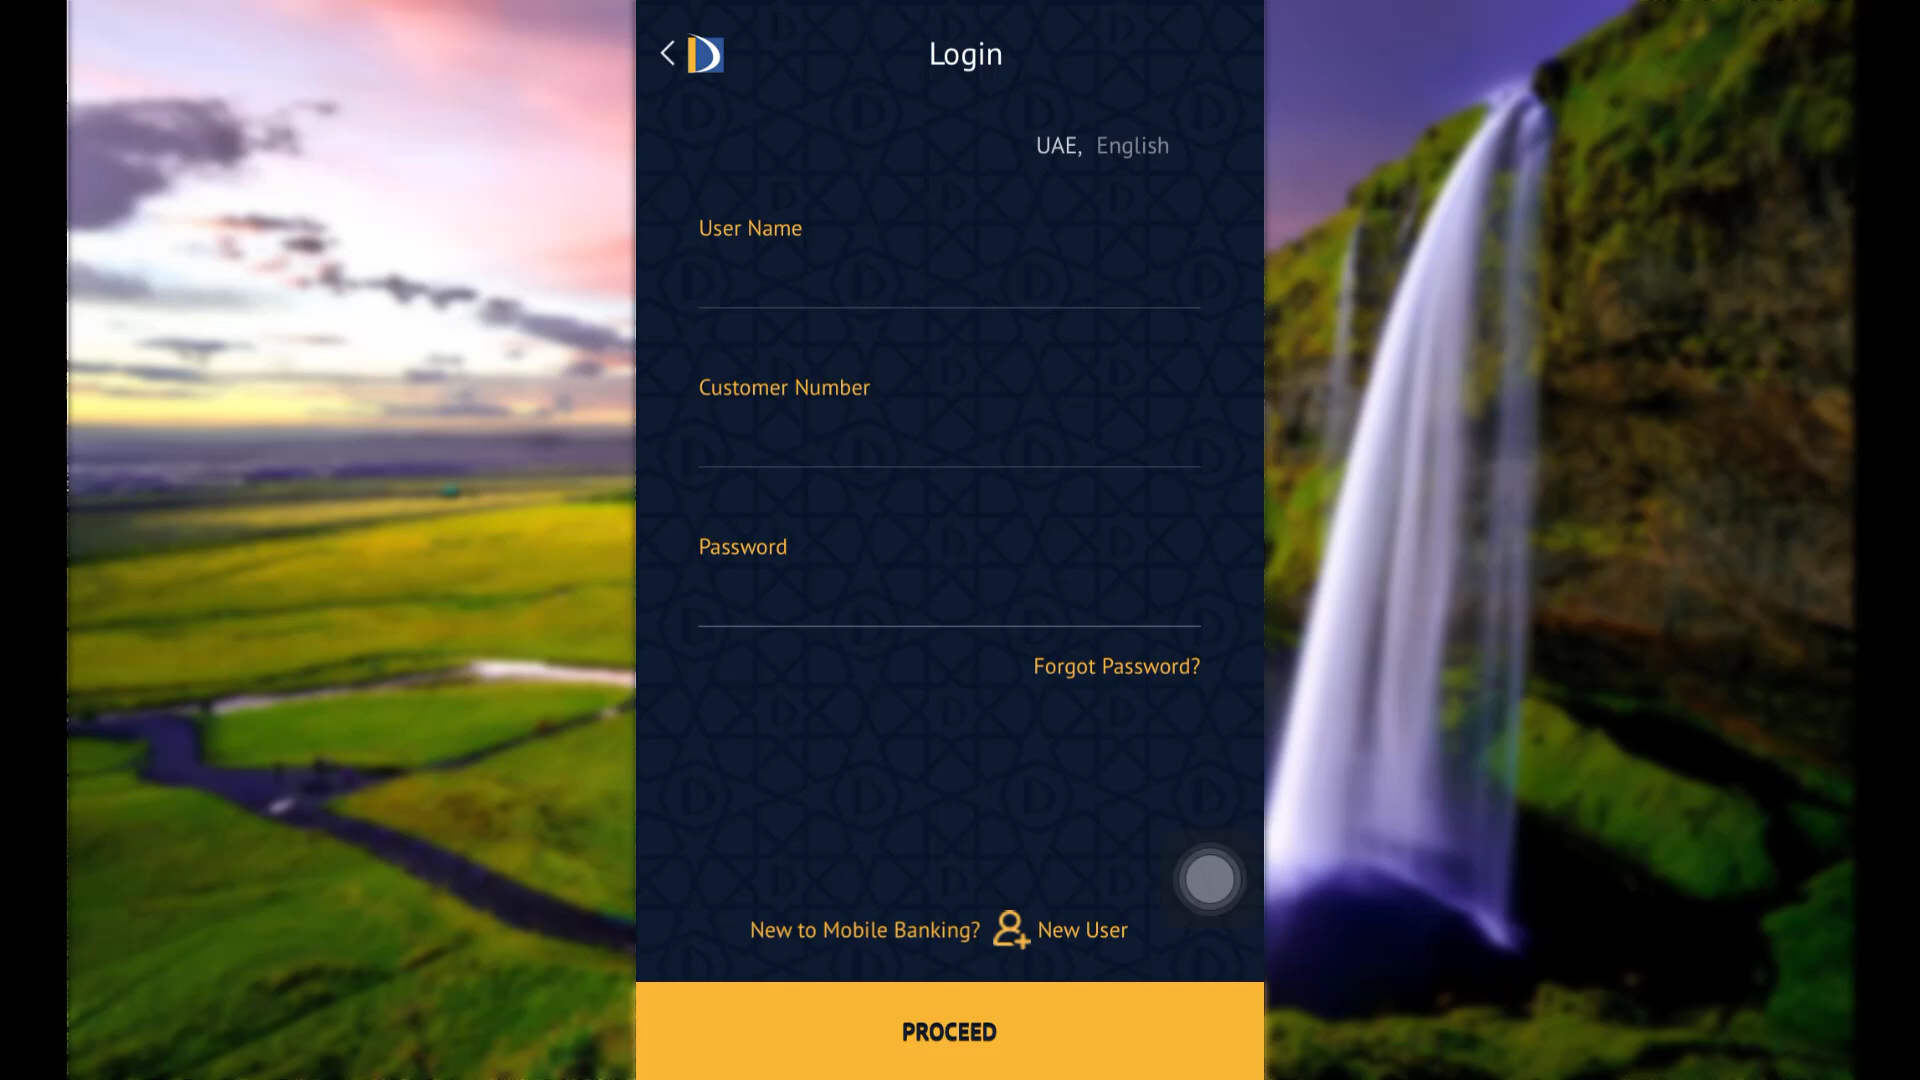 Login
UAE, English
User Name
Customer Number
Password
Forgot Password?
New to Mobile Banking? New User
PROCEED